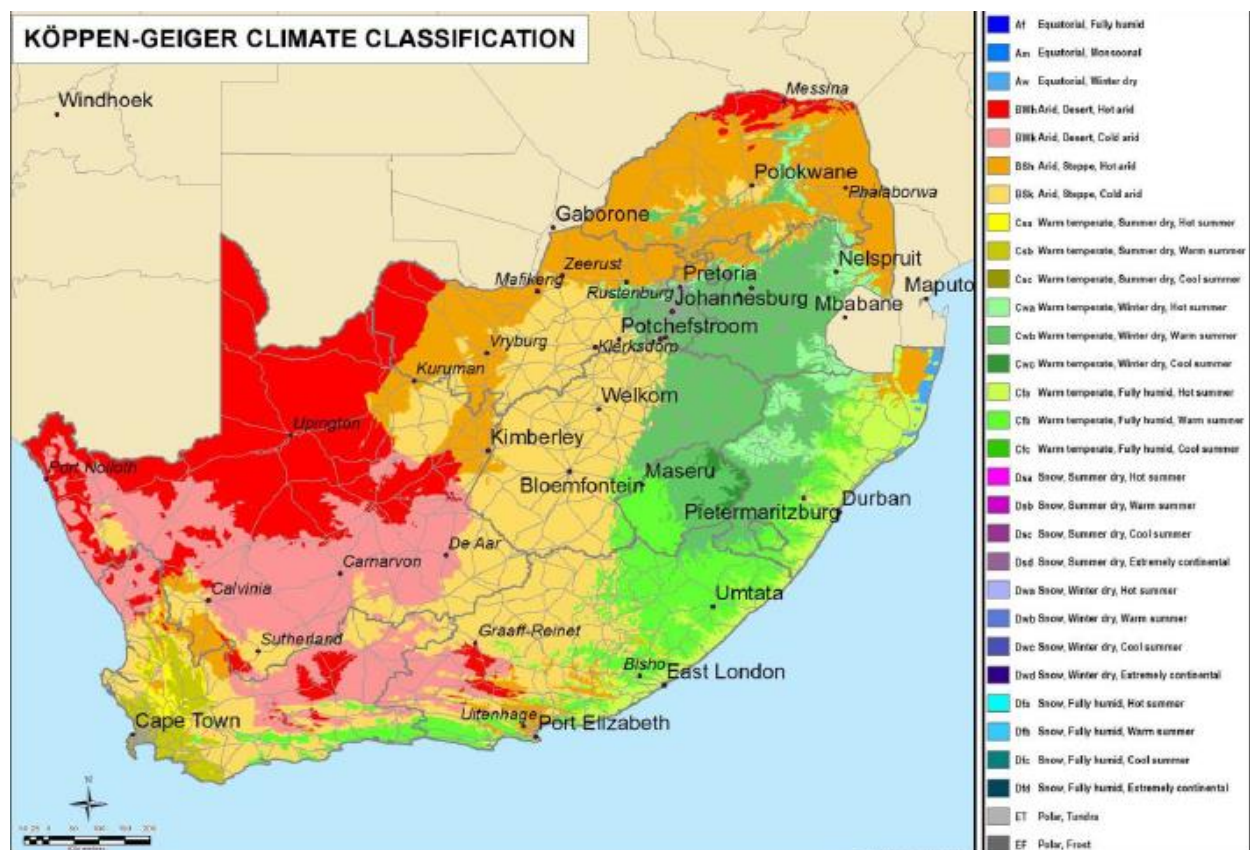 KÖPPEN-GEIGER CLIMATE CLASSIFICATION
Windhoek
Messina
Polokwane
Phalaborwa
Gaborone
Zeerust
Mafikeng
Rustenburg
Pretoria
Nelspruit
Johannesburg
Mbabane
Maputo
Potchefstroom
Klerksdorp
Vryburg
Kuruman
Welkom
Upington
Kimberley
Port Nolloth
Bloemfontein
Maseru
Pietermaritzburg
Durban
De Aar
Carnarvon
Calvinia
Umtata
Sutherland
Graaff-Reinet
Bisho
East London
Cape Town
Uitenhage
Port Elizabeth
N
Af Equatorial, Fully humid
Am Equatorial, Monsoonal
Aw Equatorial, Winter dry
BWh Arid, Desert, Hot arid
BWk Arid, Desert, Cold arid
BSh Arid, Steppe, Hot arid
BSk Arid, Steppe, Cold arid
Csa Warm temperate, Summer dry, Hot summer
Csb Warm temperate, Summer dry, Warm summer
Csc Warm temperate, Summer dry, Cool summer
Cwa Warm temperate, Winter dry, Hot summer
Cwb Warm temperate, Winter dry, Warm summer
Cwc Warm temperate, Winter dry, Cool summer
Cfa Warm temperate, Fully humid, Hot summer
Cfb Warm temperate, Fully humid, Warm summer
Cfc Warm temperate, Fully humid, Cool summer
Dsa Snow, Summer dry, Hot summer
Dsb Snow, Summer dry, Warm summer
Dsc Snow, Summer dry, Cool summer
Dsd Snow, Summer dry, Extremely continental
Dwa Snow, Winter dry, Hot summer
Dwb Snow, Winter dry, Warm summer
Dwc Snow, Winter dry, Cool summer
Dwd Snow, Winter dry, Extremely continental
Dfa Snow, Fully humid, Hot summer
Dfb Snow, Fully humid, Warm summer
Dfc Snow, Fully humid, Cool summer
Dfd Snow, Fully humid, Extremely continental
ET Polar, Tundra
EF Polar, Frost